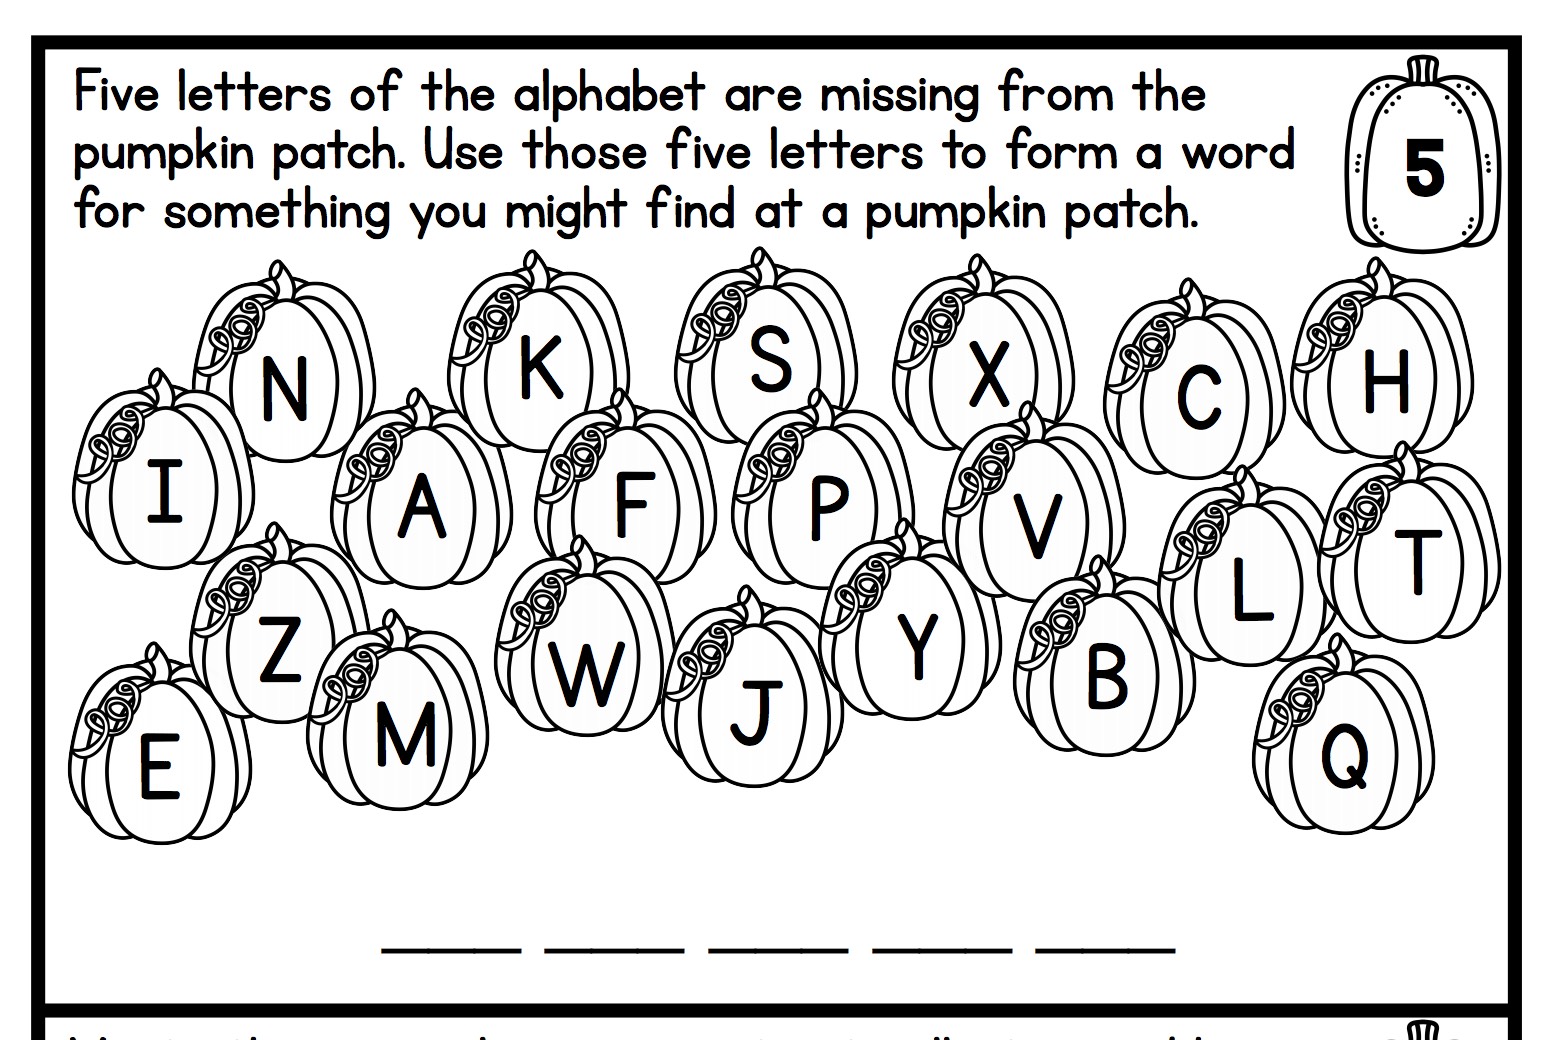 Five letters of the alphabet are missing from the
pumpkin patch. Use those five letters to form a word
for something you might find at a pumpkin patch.
5
N K S X C H
I A F P V L T
Z W J Y B
E M Q